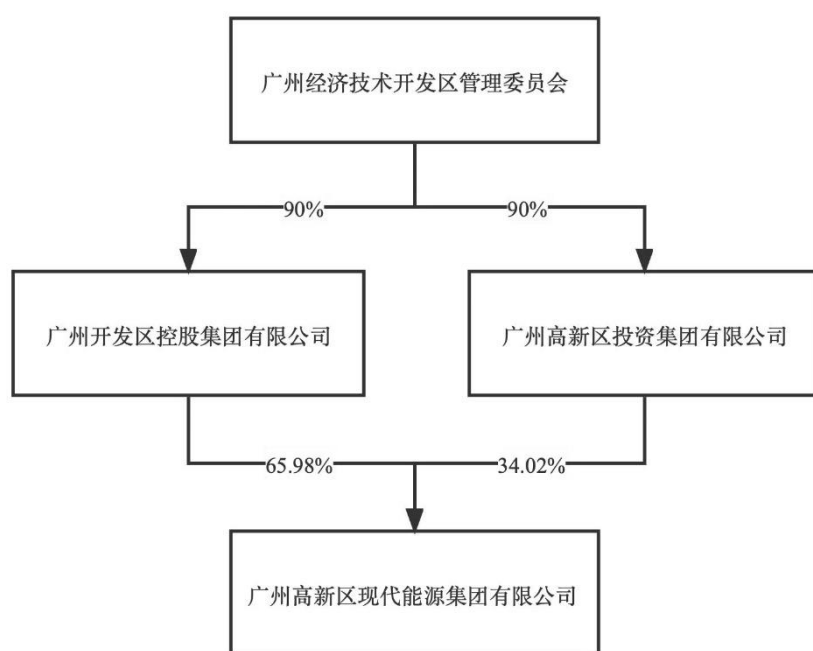 广州经济技术开发区管理委员会
90%
90%
广州开发区控股集团有限公司
广州高新区投资集团有限公司
65.98%
34.02%
广州高新区现代能源集团有限公司